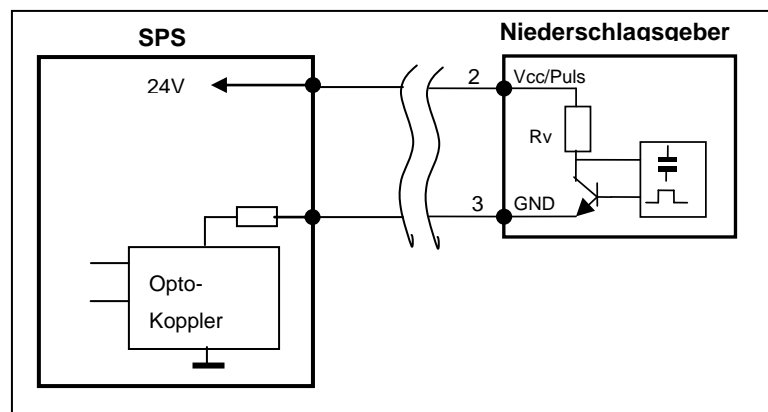 SPS
Niederschlagsgeber
24V
2
Vcc/Puls
Rv
3
GND
Opto-
Koppler